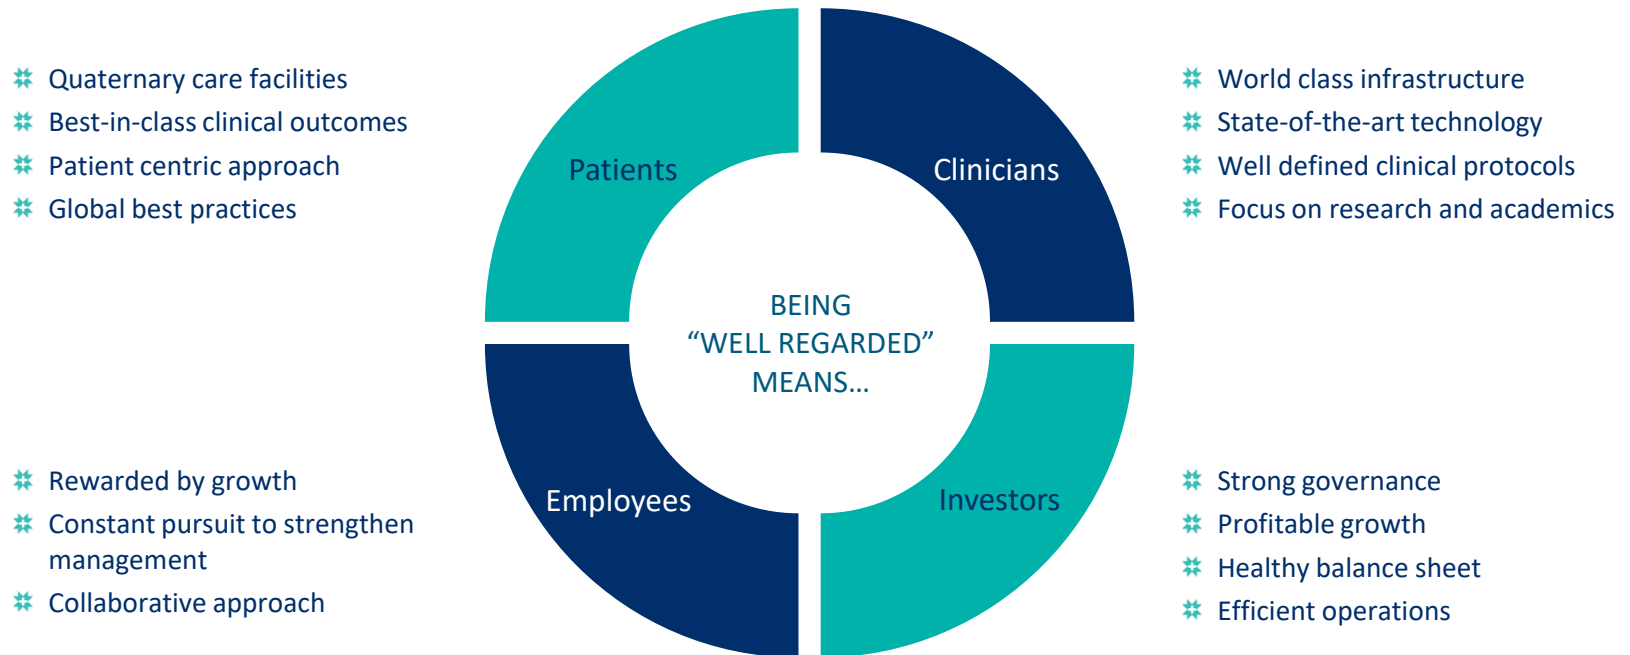 Quaternary care facilities
Best-in-class clinical outcomes
Patient centric approach
Global best practices
Patients
Clinicians
World class infrastructure
State-of-the-art technology
Well defined clinical protocols
Focus on research and academics
BEING
“WELL REGARDED”
MEANS…
Rewarded by growth
Constant pursuit to strengthen
management
Collaborative approach
Employees
Investors
Strong governance
Profitable growth
Healthy balance sheet
Efficient operations